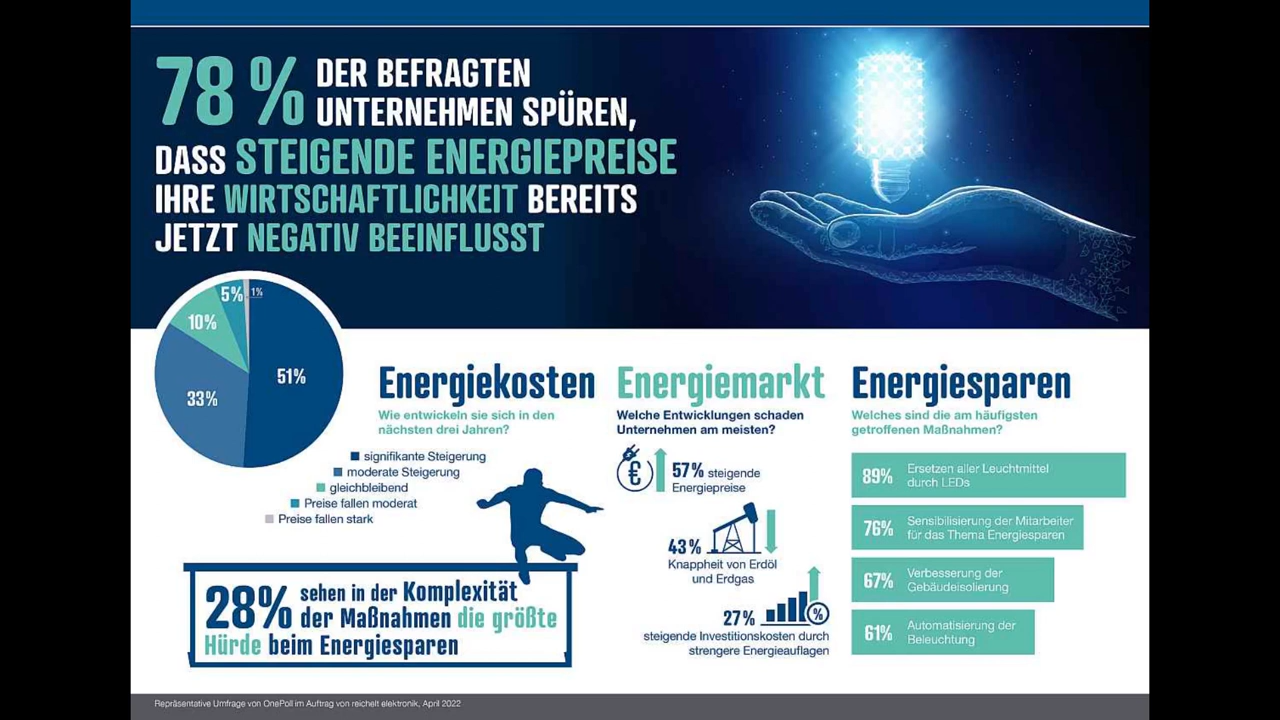 78 % DER BEFRAGTEN
UNTERNEHMEN SPÜREN,
DASS STEIGENDE ENERGIEPREISE
IHRE WIRTSCHAFTLICHKEIT BEREITS
JETZT NEGATIV BEEINFLUSST
5%
1%
10%
51%
33%
Energiekosten
Wie entwickeln sie sich in den
nächsten drei Jahren?
signifikante Steigerung
moderate Steigerung
gleichbleibend
Preise fallen moderat
Preise fallen stark
28% sehen in der Komplexität
der Maßnahmen die größte
Hürde beim Energiesparen
Energiemarkt
Welche Entwicklungen schaden
Unternehmen am meisten?
€
57% steigende
Energiepreise
43%
Knappheit von Erdöl
und Erdgas
27%
%
steigende Investitionskosten durch
strengere Energieauflagen
Energiesparen
Welches sind die am häufigsten
getroffenen Maßnahmen?
89% Ersetzen aller Leuchtmittel
durch LEDs
76% Sensibilisierung der Mitarbeiter
für das Thema Energiesparen
67% Verbesserung der
Gebäudeisolierung
61% Automatisierung der
Beleuchtung
Repräsentative Umfrage von OnePoll im Auftrag von reichelt elektronik, April 2022